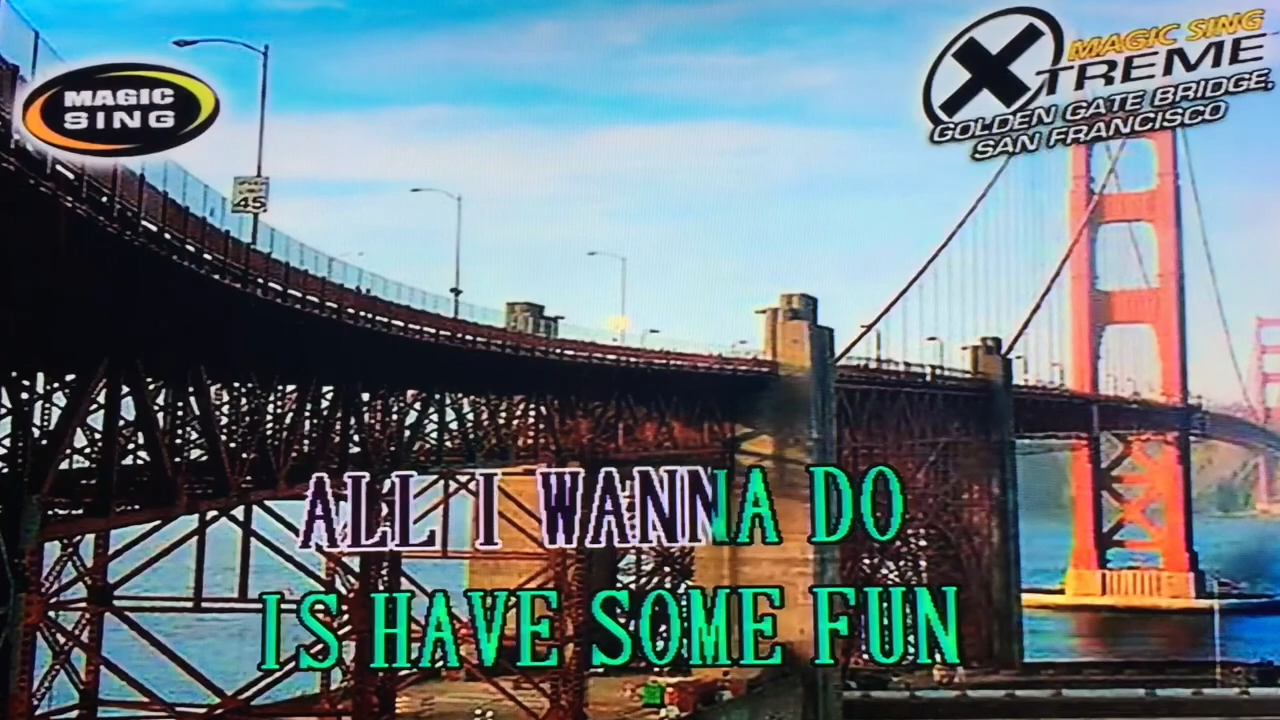 MAGIC
SING
MAGIC SING
XTREME
GOLDEN GATE BRIDGE,
SAN FRANCISCO
45
ALL I WANNA DO
IS HAVE SOME FUN